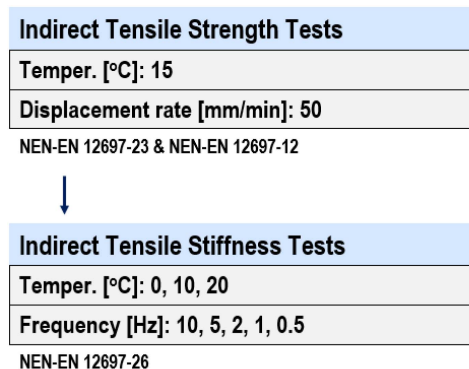 Indirect Tensile Strength Tests
Temper. [°C]: 15
Displacement rate [mm/min]: 50
NEN-EN 12697-23 & NEN-EN 12697-12
Indirect Tensile Stiffness Tests
Temper. [°C]: 0, 10, 20
Frequency [Hz]: 10, 5, 2, 1, 0.5
NEN-EN 12697-26